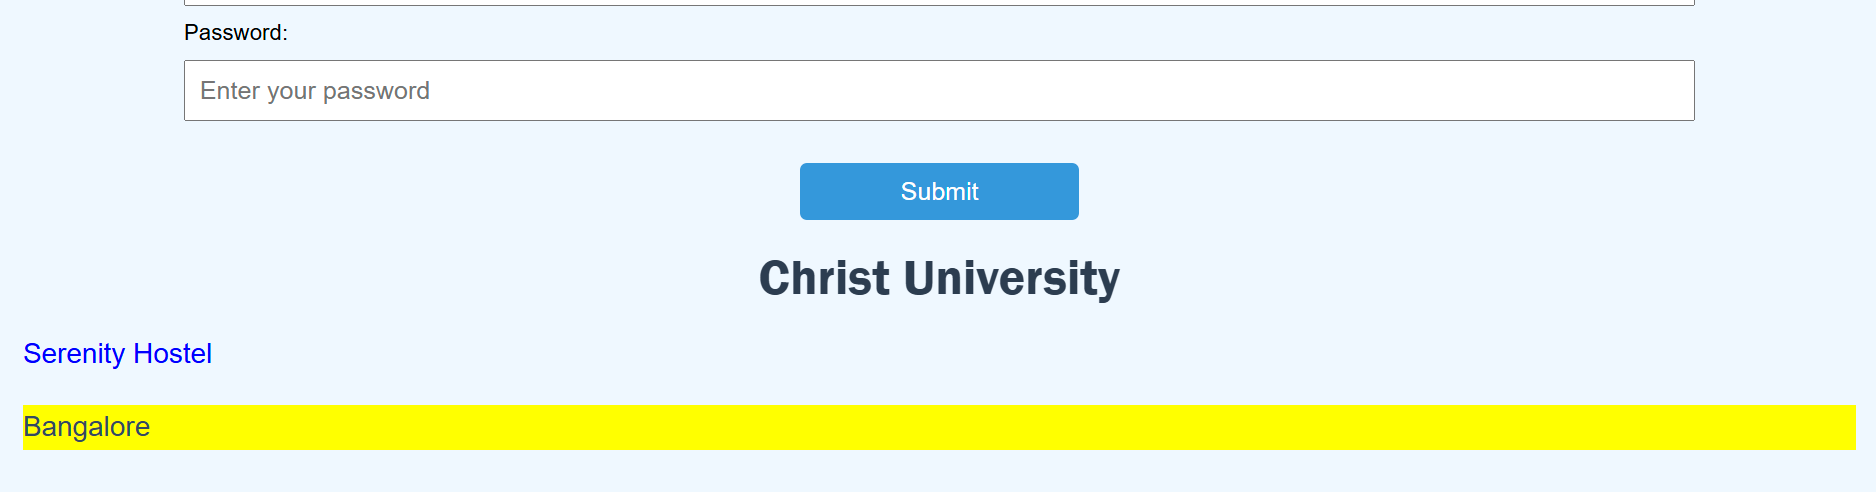 Password:
Enter your password
Submit
Christ University
Serenity Hostel
Bangalore